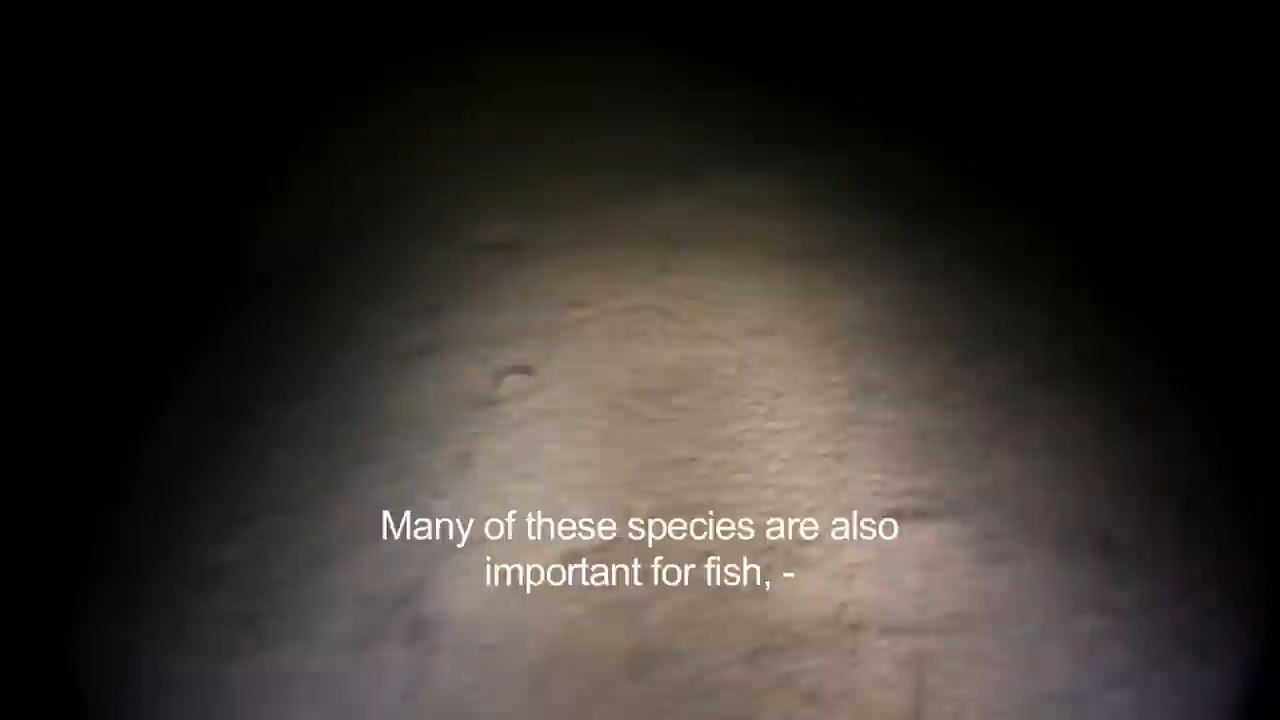 Many of these species are also
important for fish, -